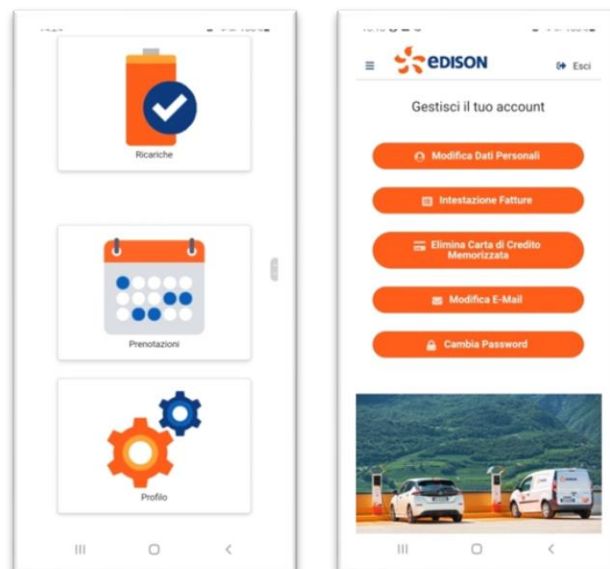 Ricariche
Prenotazioni
Profilo
eDISON
Esci
Gestisci il tuo account
Modifica Dati Personali
Intestazione Fatture
Elimina Carta di Credito
Memorizzata
Modifica E-Mail
Cambia Password